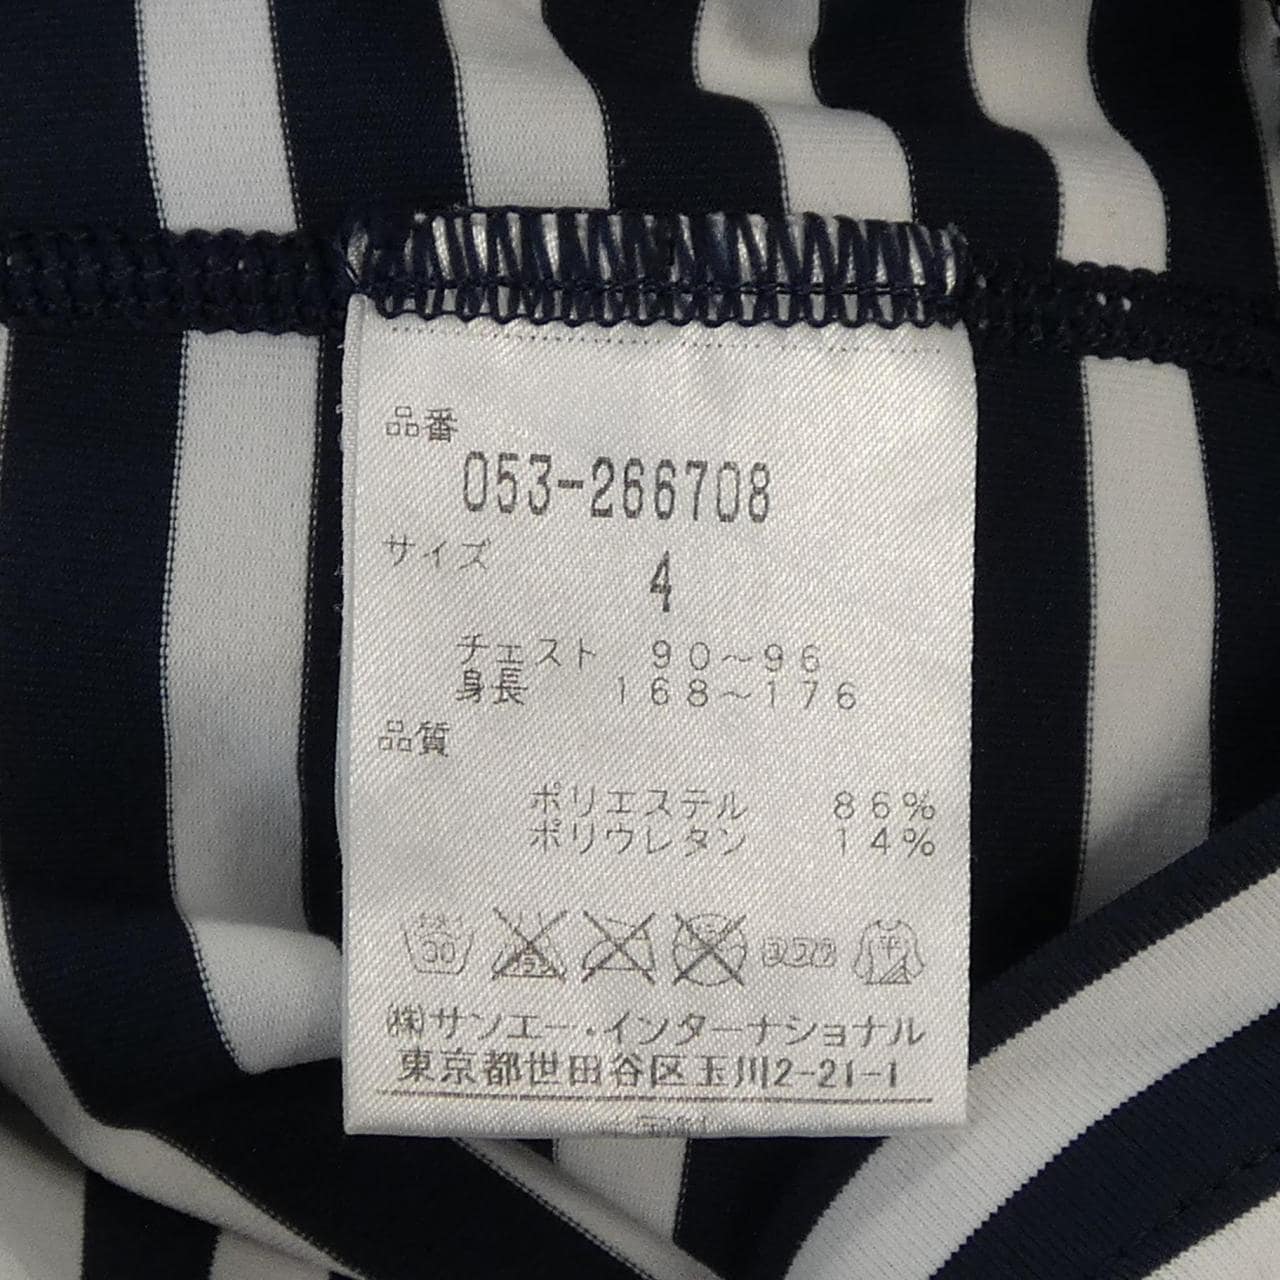 品番
053-266708
サイズ
4
チェスト 90～96
身長 168～176
品質
ポリエステル 86%
ポリウレタン 14%
30 平
(株)サンエー・インターナショナル
東京都世田谷区玉川2-21-1